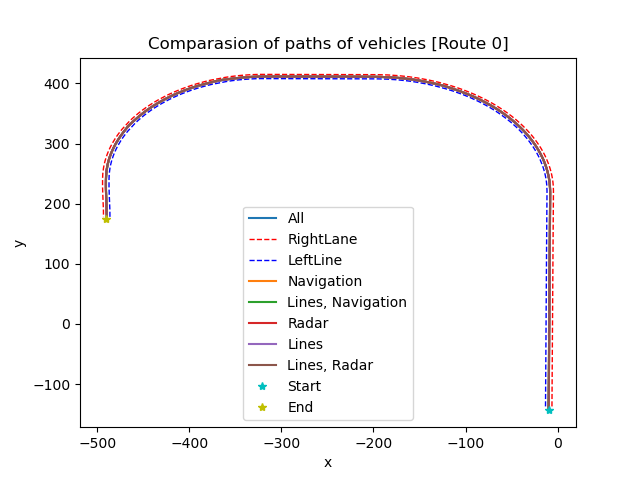 Comparasion of paths of vehicles [Route 0]
400
300
200
100
0
−100
y
All
RightLane
LeftLine
Navigation
Lines, Navigation
Radar
Lines
Lines, Radar
Start
End
−500 −400 −300 −200 −100 0
x